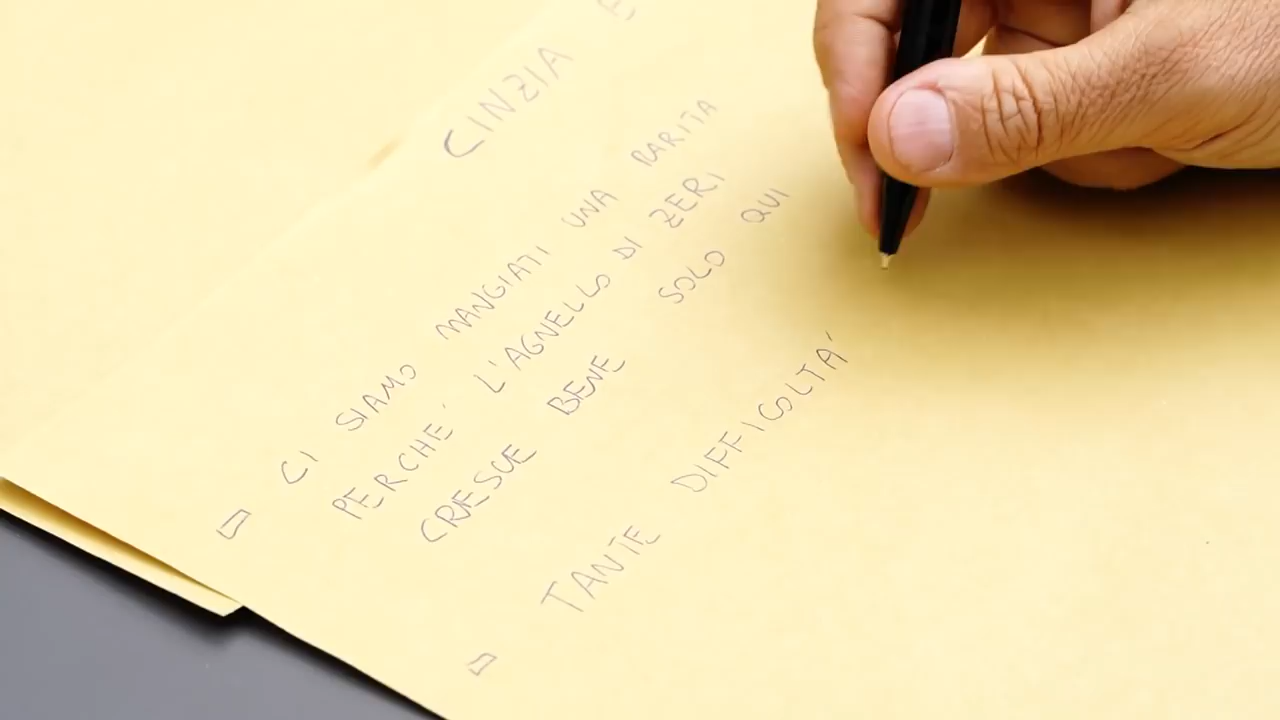 CINZIA E
CI SIAMO MANGIATI UNA RARITA
PERCHE' L'AGNELLO DI ZERI
CRESCE BENE SOLO QUI
TANTE DIFFICOLTA'